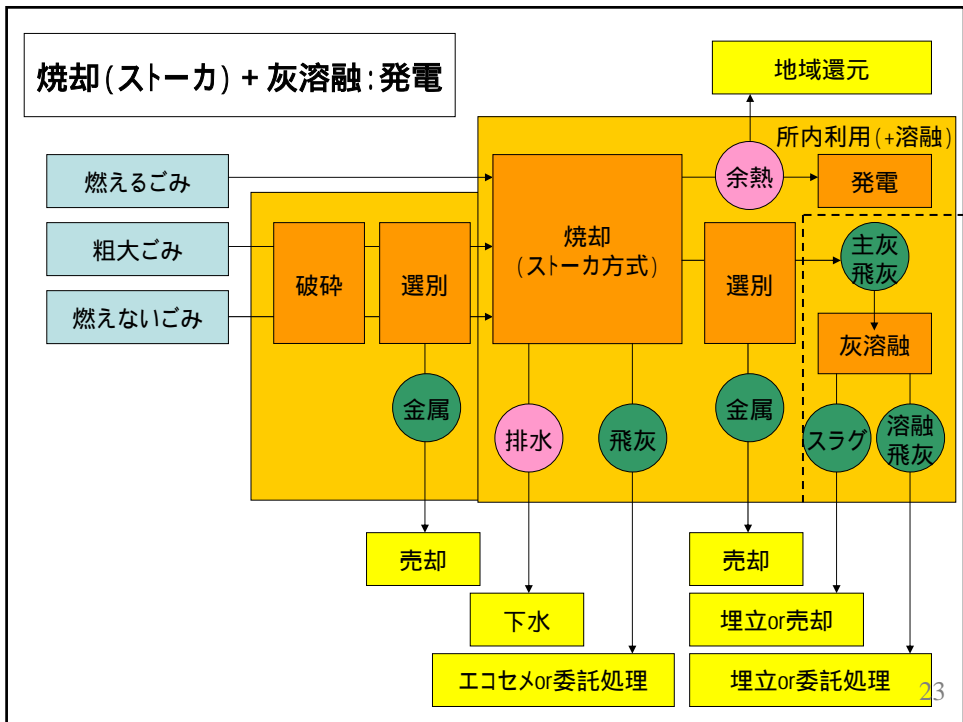 焼却(ストーカ) + 灰溶融:発電
地域還元
所内利用(+溶融)
燃えるごみ
余熱
発電
粗大ごみ
破砕
選別
焼却
(ストーカ方式)
選別
主灰
飛灰
燃えないごみ
灰溶融
金属
排水
飛灰
金属
スラグ
溶融
飛灰
売却
売却
下水
埋立or売却
エコセメor委託処理
埋立or委託処理
23